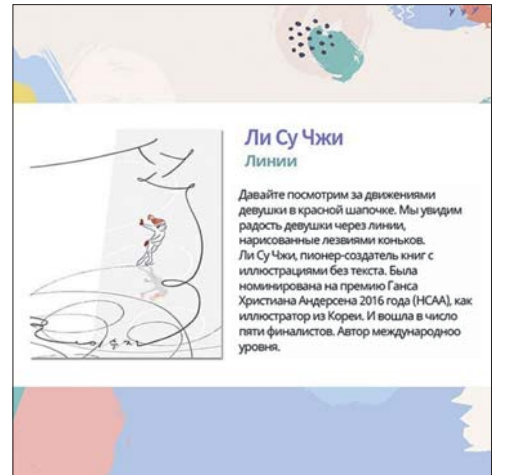 Ли Су Чжи
Линии
Давайте посмотрим за движениями
девушки в красной шапочке. Мы увидим
радость девушки через линии,
нарисованные лезвиями коньков.
Ли Су Чжи, пионер-создатель книг с
иллюстрациями без текста. Была
номинирована на премию Ганса
Христиана Андерсена 2016 года (HCAA), как
иллюстратор из Кореи. И вошла в число
пяти финалистов. Автор международноо
уровня.